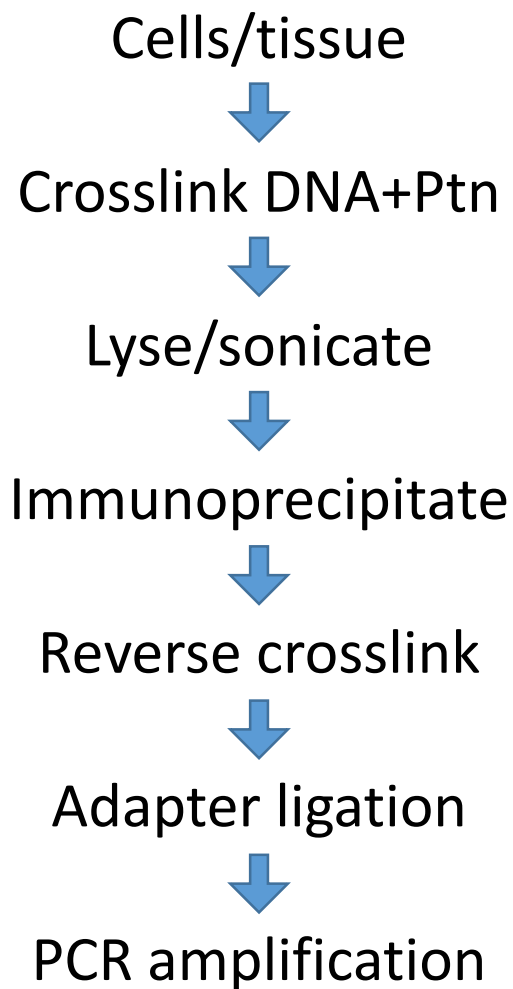 Cells/tissue
Crosslink DNA+Ptn
Lyse/sonicate
Immunoprecipitate
Reverse crosslink
Adapter ligation
PCR amplification